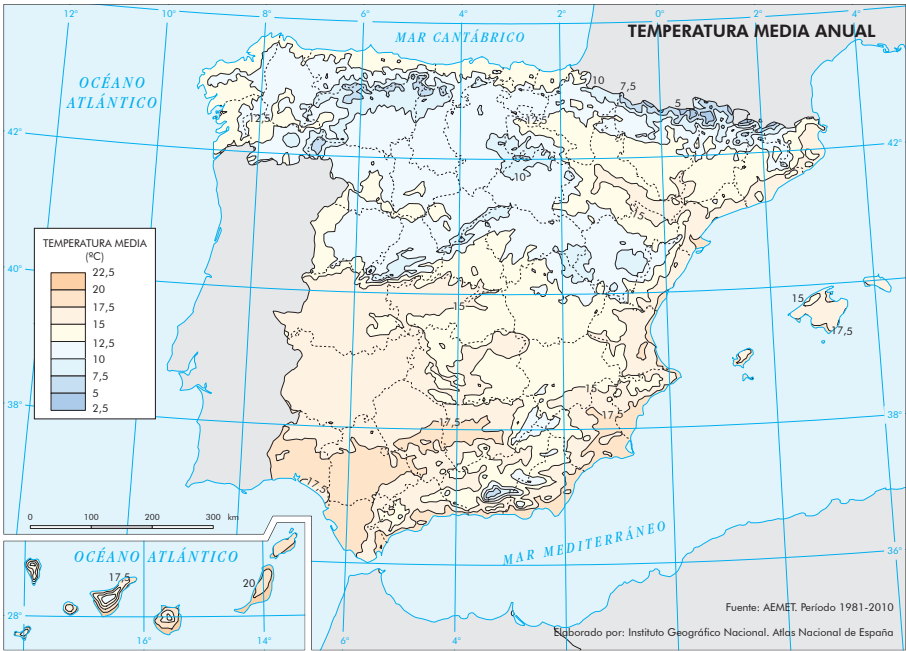 12° 10° 8° 6° 4° 2° 0° 2° 4°
TEMPERATURA MEDIA ANUAL
MAR CANTÁBRICO
OCÉANO
ATLÁNTICO
10
7,5
5
12,5
12,5
42°
42°
10
15
TEMPERATURA MEDIA
(ºC)
22,5
20
17,5
15
12,5
10
7,5
5
2,5
40°
15
15
17,5
15
38°
17,5
17,5
38°
17,5
0 100 200 300 km
MAR MEDITERRÁNEO
36°
OCÉANO ATLÁNTICO
17,5
20
28°
16° 14° 6° 4°
Fuente: AEMET. Período 1981-2010
Elaborado por: Instituto Geográfico Nacional. Atlas Nacional de España